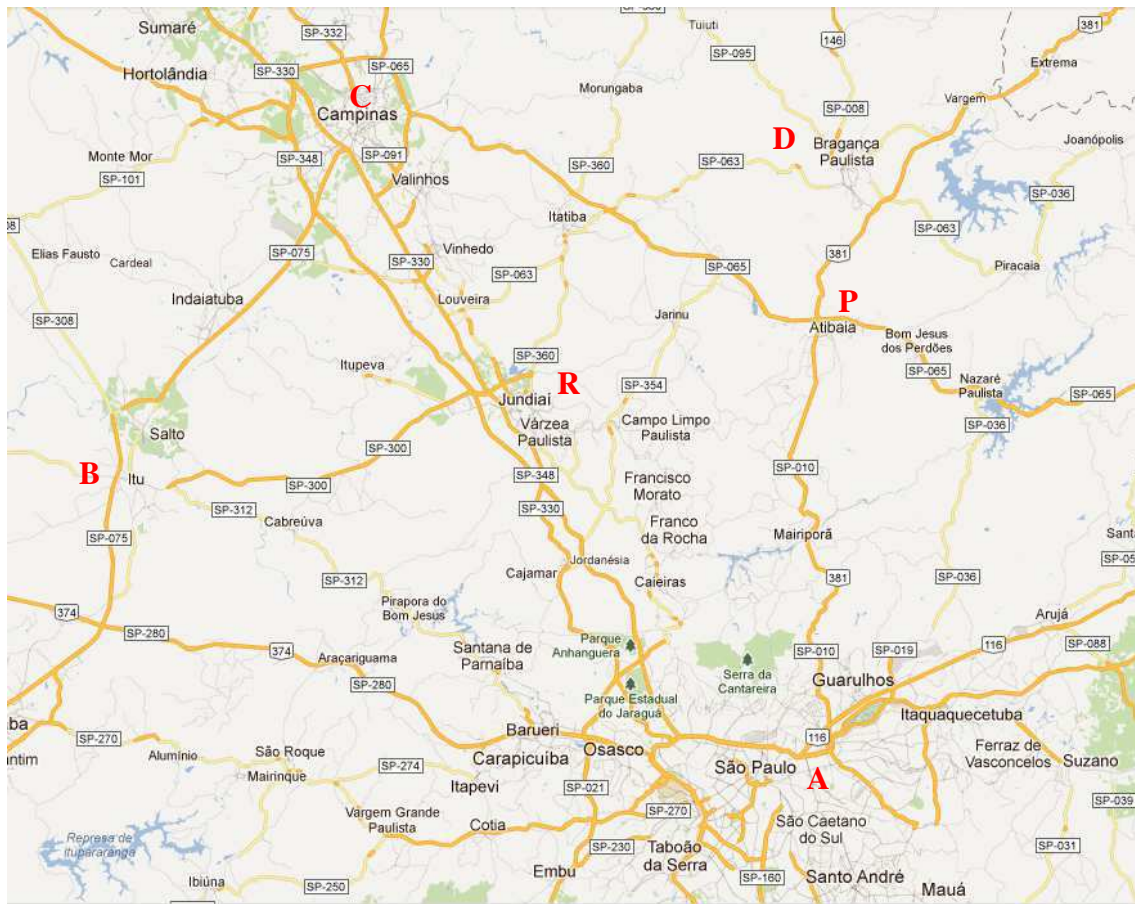 SP-332
Tuiuti
381
Sumaré
146
SP-095
Extrema
SP-330
SP-065
Hortolândia
Morungaba
Vargem
C
Campinas
SP-008
D
Bragança
Paulista
Joanópolis
SP-348
SP-091
Monte Mor
SP-360
SP-063
SP-101
Valinhos
SP-036
Itatiba
SP-063
Elias Fausto
Cardeal
SP-075
Vinhedo
SP-330
SP-063
SP-065
381
Piracaia
Indaiatuba
Louveira
P
SP-308
Jarinu
Atibaia
Bom Jesus
dos Perdões
Itupeva
SP-360
SP-065
R
SP-354
Nazaré
Paulista
SP-065
Jundiaí
Várzea
Paulista
Campo Limpo
Paulista
SP-036
Salto
SP-300
B
Itu
SP-348
SP-010
SP-300
Francisco
Morato
SP-312
SP-330
Cabreúva
Franco
da Rocha
Mairiporã
SP-075
Jordanésia
Cajamar
Caieiras
381
SP-036
SP-312
Pirapora do
Bom Jesus
374
Arujá
SP-280
374
Santana de
Parnaíba
Parque
Anhanguera
SP-010
SP-019
116
SP-088
Araçariguama
Serra da
Cantareira
Guarulhos
SP-280
Parque Estadual
do Jaraguá
Itaquaquecetuba
Barueri
SP-270
116
Osasco
Ferraz de
Vasconcelos
Alumínio
São Roque
Carapicuíba
São Paulo
Suzano
SP-274
Mairinque
Itapevi
A
SP-021
SP-039
Vargem Grande
Paulista
SP-270
Cotia
São Caetano
do Sul
Represa de
Itupararanga
SP-230
Taboão
da Serra
SP-031
Embu
SP-160
Santo André
Ibiúna
SP-250
Mauá